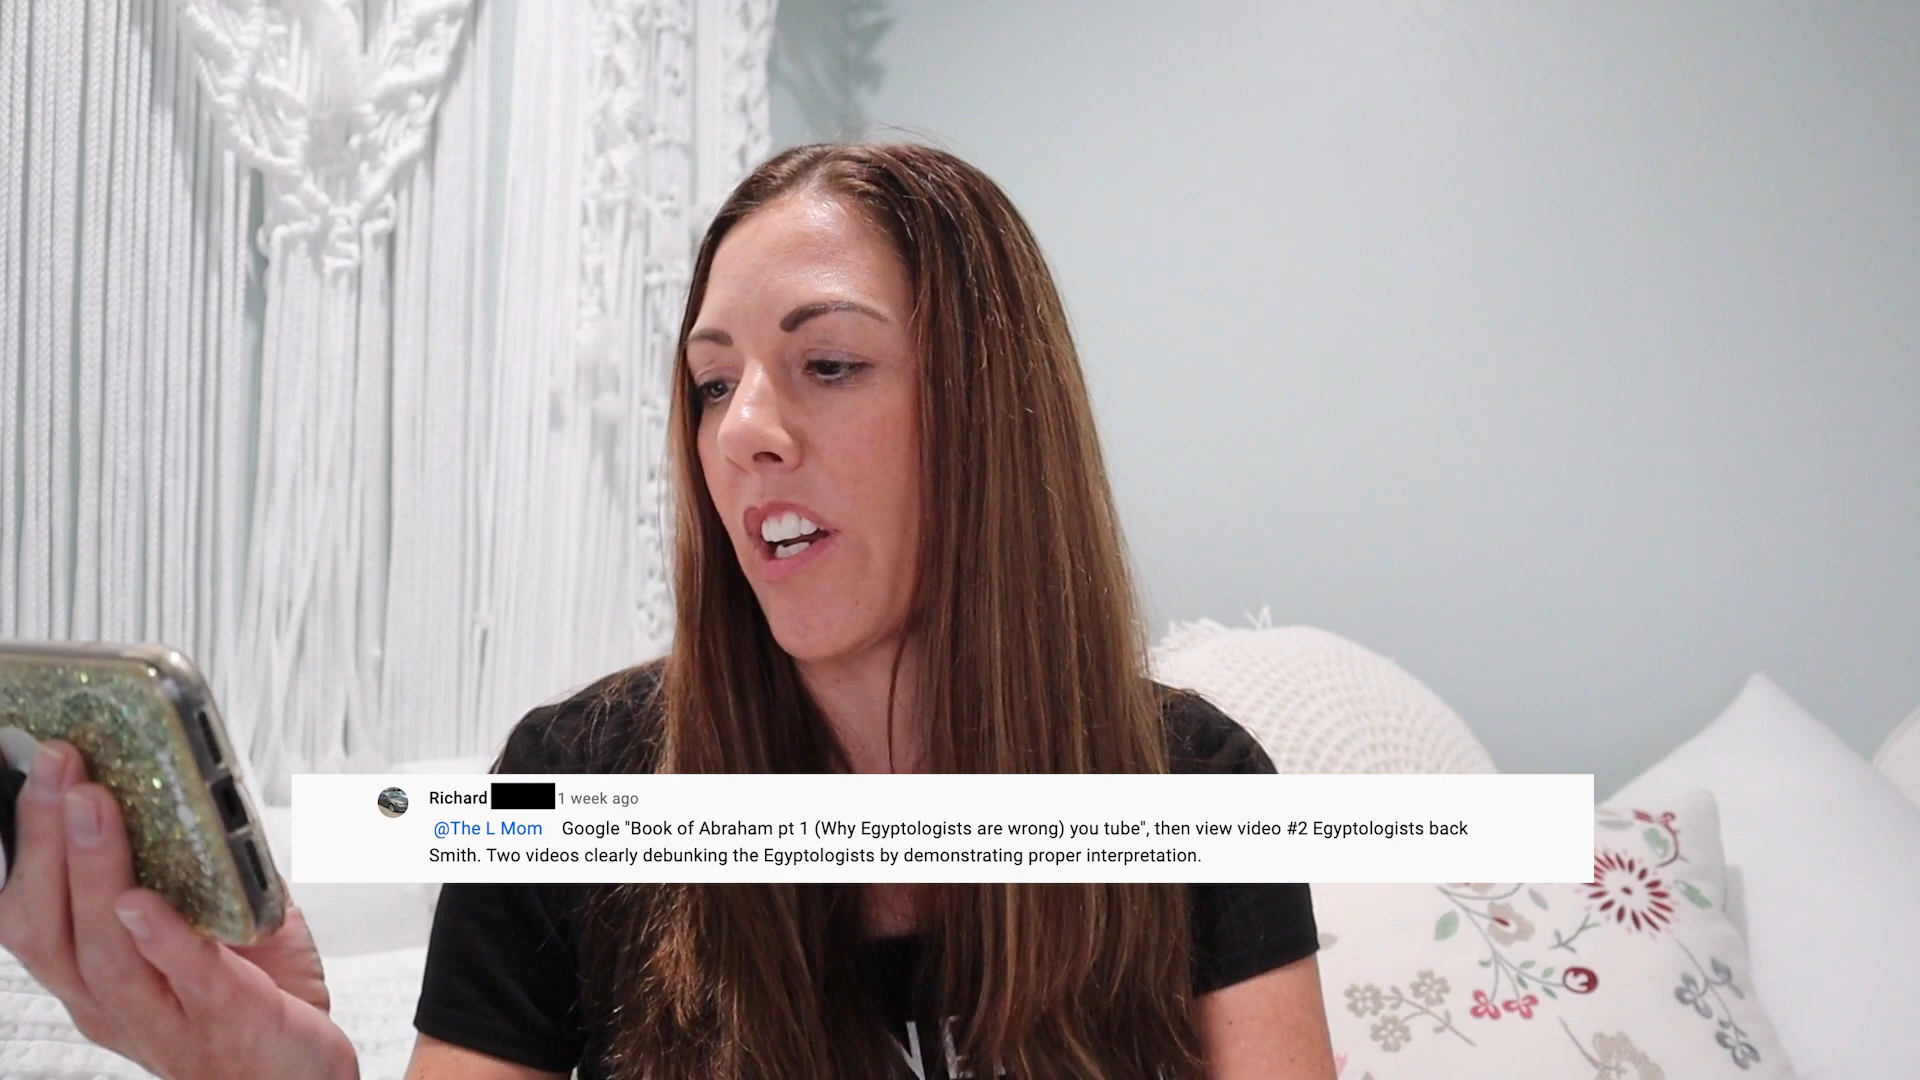 Richard 1 week ago
@The L Mom Google "Book of Abraham pt 1 (Why Egyptologists are wrong) you tube", then view video #2 Egyptologists back
Smith. Two videos clearly debunking the Egyptologists by demonstrating proper interpretation.